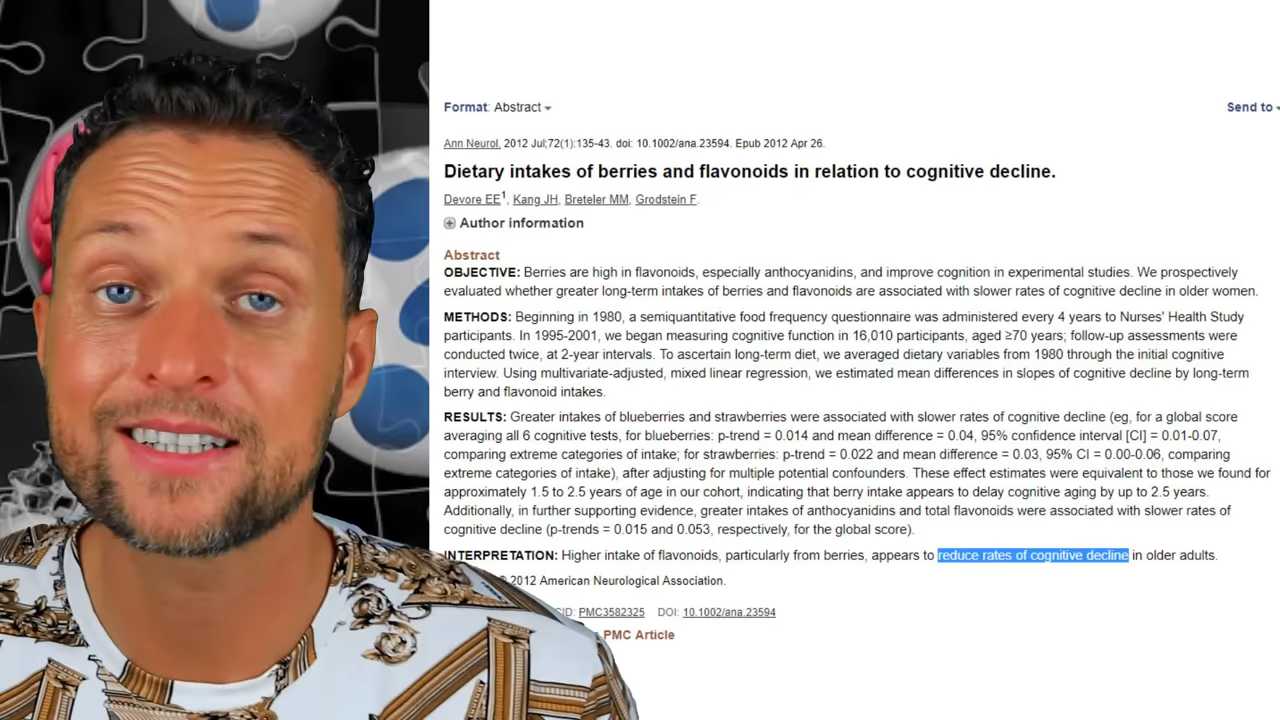 Format: Abstract
Send to
Ann Neurol. 2012 Jul;72(1):135-43. doi: 10.1002/ana.23594. Epub 2012 Apr 26.
Dietary intakes of berries and flavonoids in relation to cognitive decline.
Devore EE1, Kang JH, Breteler MM, Grodstein F.
Author information
Abstract
OBJECTIVE: Berries are high in flavonoids, especially anthocyanidins, and improve cognition in experimental studies. We prospectively
evaluated whether greater long-term intakes of berries and flavonoids are associated with slower rates of cognitive decline in older women.
METHODS: Beginning in 1980, a semiquantitative food frequency questionnaire was administered every 4 years to Nurses' Health Study
participants. In 1995-2001, we began measuring cognitive function in 16,010 participants, aged ≥70 years; follow-up assessments were
conducted twice, at 2-year intervals. To ascertain long-term diet, we averaged dietary variables from 1980 through the initial cognitive
interview. Using multivariate-adjusted, mixed linear regression, we estimated mean differences in slopes of cognitive decline by long-term
berry and flavonoid intakes.
RESULTS: Greater intakes of blueberries and strawberries were associated with slower rates of cognitive decline (eg, for a global score
averaging all 6 cognitive tests, for blueberries: p-trend = 0.014 and mean difference = 0.04, 95% confidence interval [CI] = 0.01-0.07,
comparing extreme categories of intake; for strawberries: p-trend = 0.022 and mean difference = 0.03, 95% CI = 0.00-0.06, comparing
extreme categories of intake), after adjusting for multiple potential confounders. These effect estimates were equivalent to those we found for
approximately 1.5 to 2.5 years of age in our cohort, indicating that berry intake appears to delay cognitive aging by up to 2.5 years.
Additionally, in further supporting evidence, greater intakes of anthocyanidins and total flavonoids were associated with slower rates of
cognitive decline (p-trends = 0.015 and 0.053, respectively, for the global score).
INTERPRETATION: Higher intake of flavonoids, particularly from berries, appears to reduce rates of cognitive decline in older adults.
© 2012 American Neurological Association.
CID: PMC3582325 DOI: 10.1002/ana.23594
PMC Article